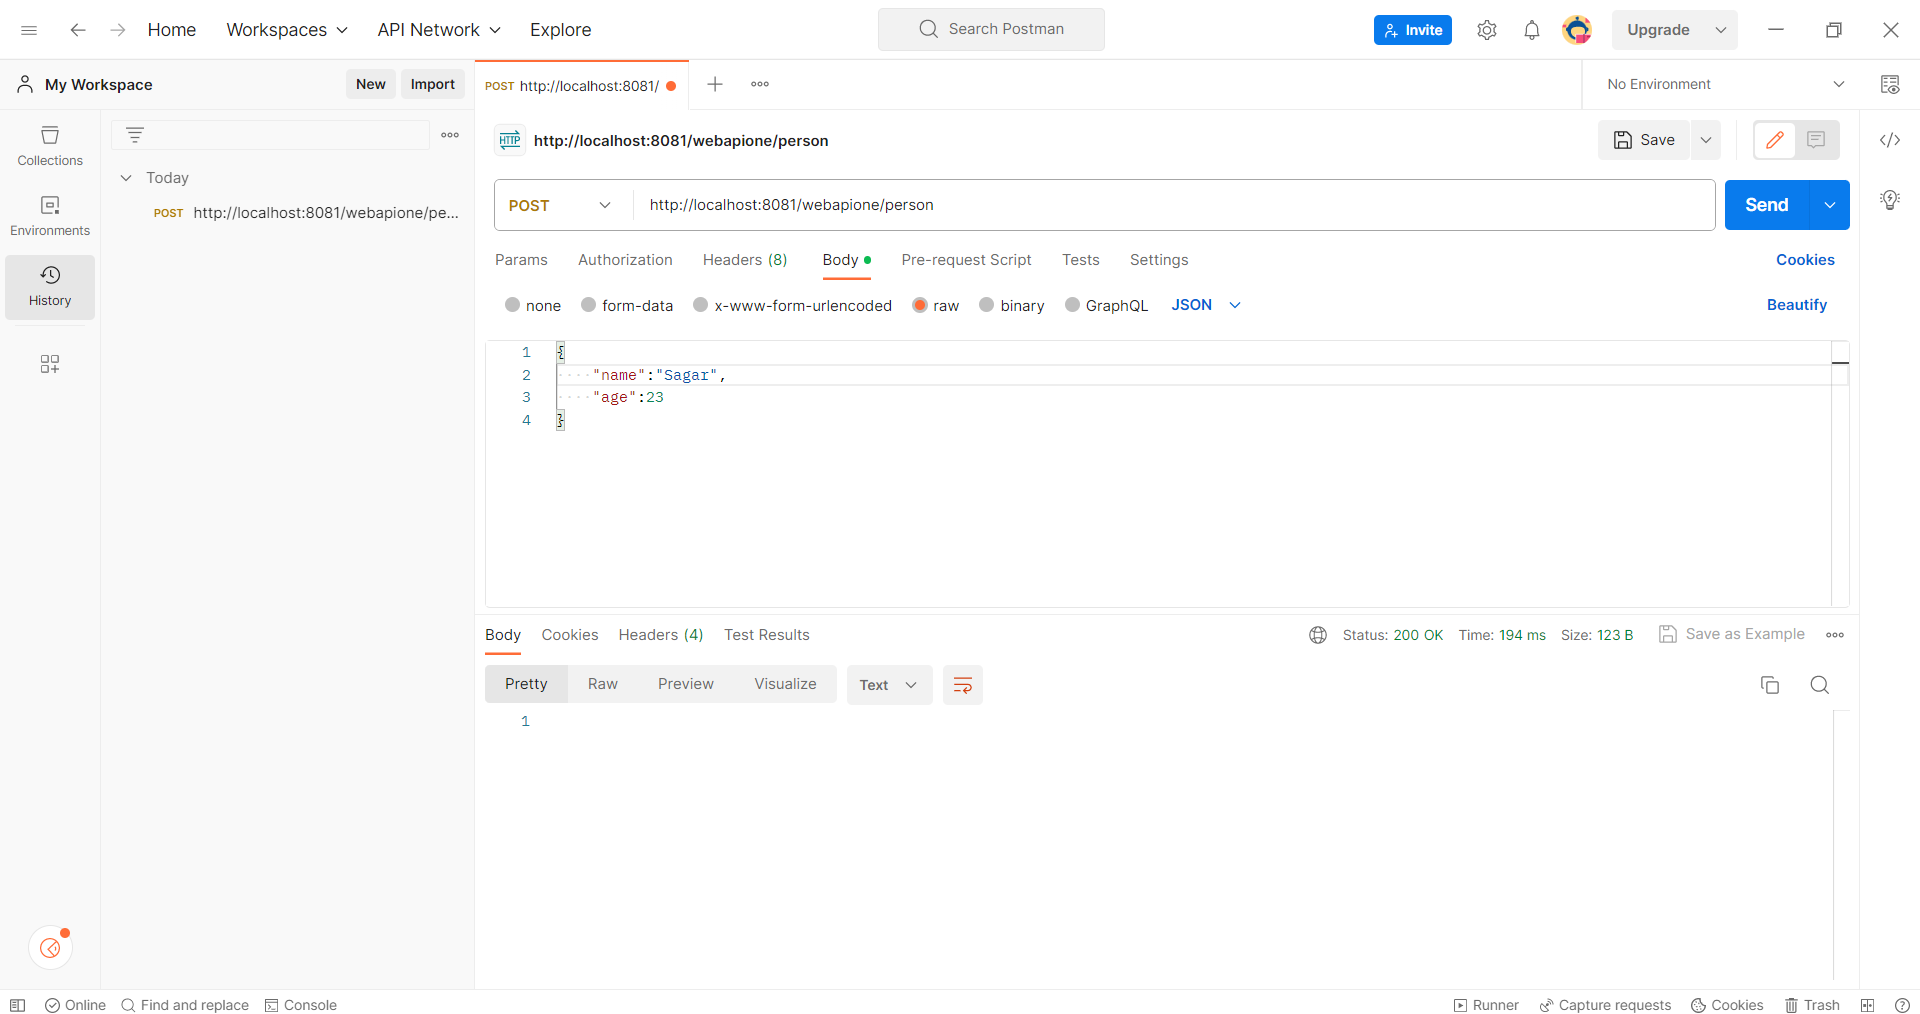 Home Workspaces API Network Explore Search Postman Invite Upgrade
My Workspace New Import POST http://localhost:8081/ No Environment
Collections
Environments
History
Today
POST http://localhost:8081/webapione/pe...
HTTP http://localhost:8081/webapione/person Save
POST http://localhost:8081/webapione/person Send
Params Authorization Headers (8) Body Pre-request Script Tests Settings Cookies
none form-data x-www-form-urlencoded raw binary GraphQL JSON Beautify
1 {
2 "name":"Sagar",
3 "age":23
4 }
Body Cookies Headers (4) Test Results Status: 200 OK Time: 194 ms Size: 123 B Save as Example
Pretty Raw Preview Visualize Text
1
Online Find and replace Console Runner Capture requests Cookies Trash